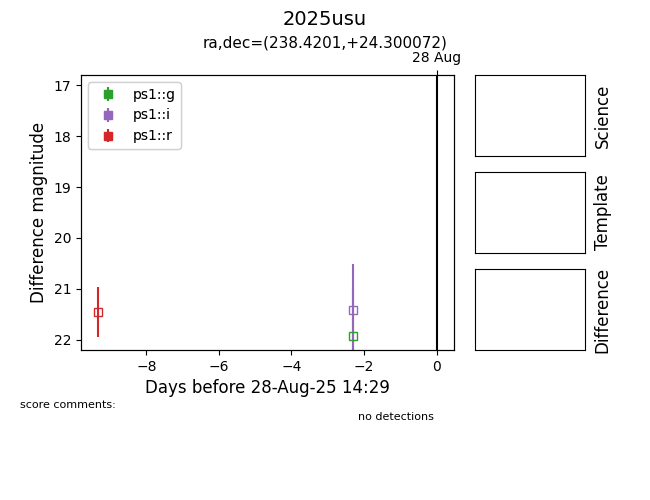 2025usu
ra,dec=(238.4201,+24.300072)
28 Aug
ps1::g
ps1::i
ps1::r
17
18
19
20
21
22
Difference magnitude
−8
−6
−4
−2
0
Days before 28-Aug-25 14:29
Science
Template
Difference
score comments:
no detections